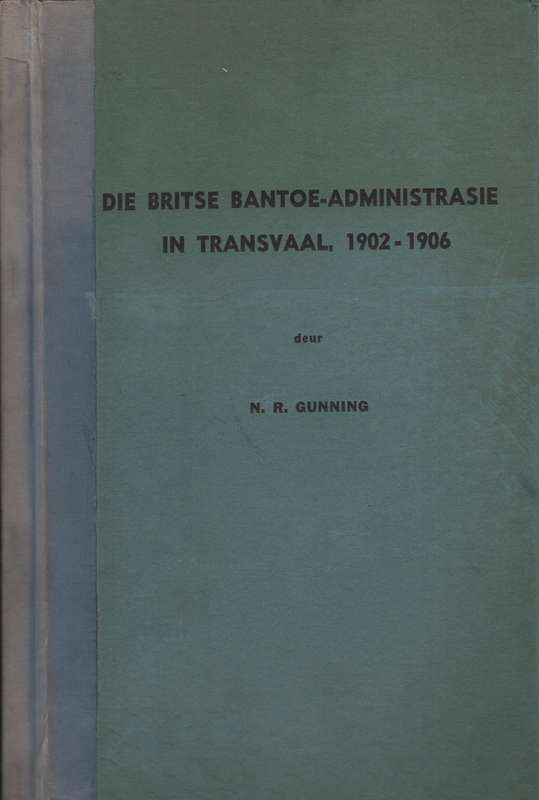 DIE BRITSE BANTOE-ADMINISTRASIE
IN TRANSVAAL, 1902-1906
deur
N. R. GUNNING